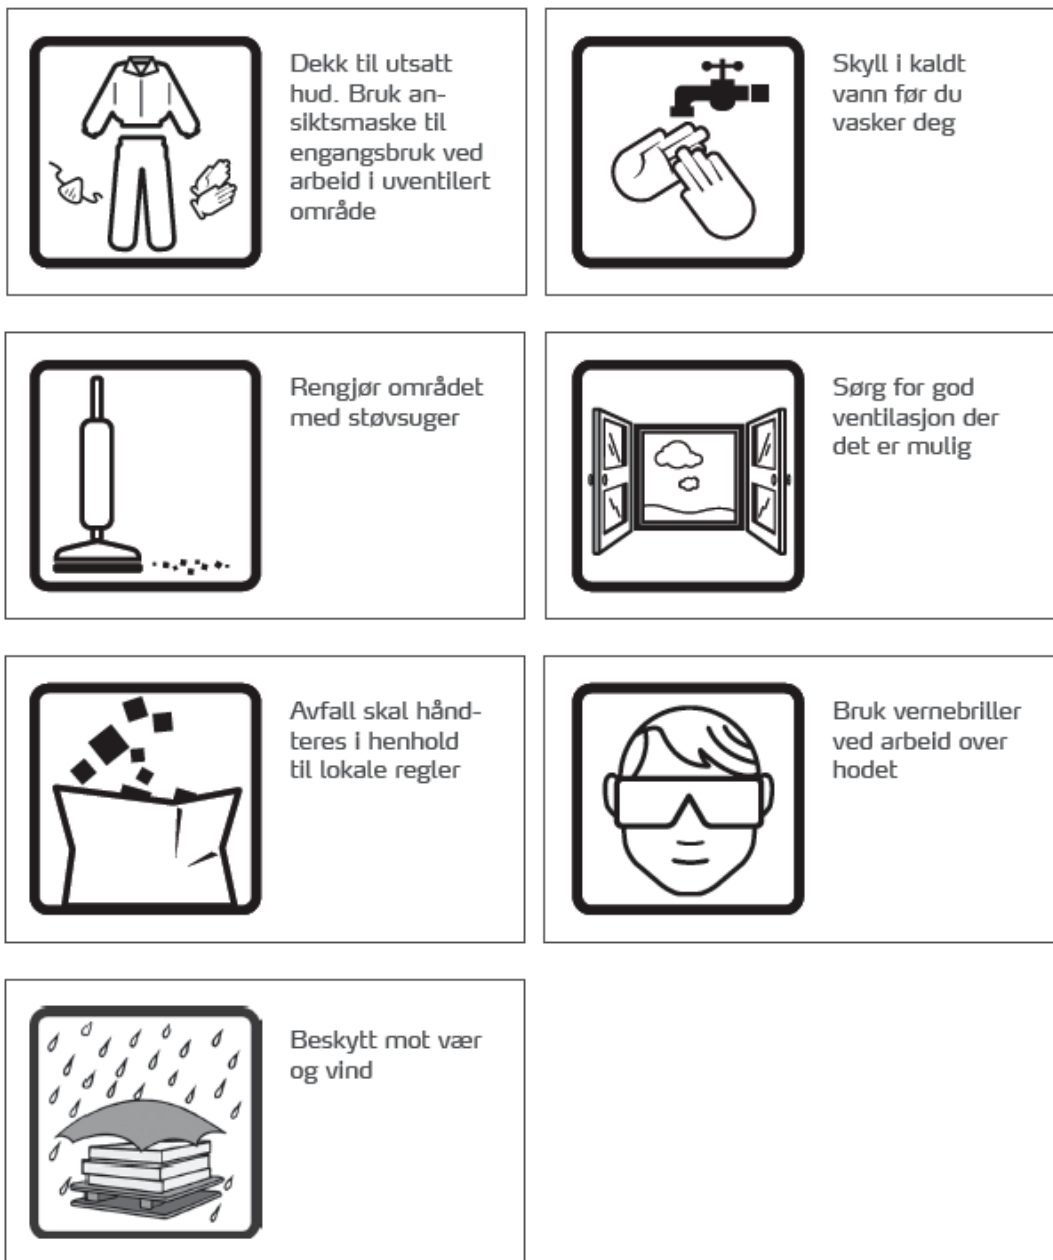 Dekk til utsatt
hud. Bruk an-
siktsmaske til
engangsbruk ved
arbeid i uventilert
område
Skyll i kaldt
vann før du
vasker deg
Rengjør området
med støvsuger
Sørg for god
ventilasjon der
det er mulig
Avfall skal hånd-
teres i henhold
til lokale regler
Bruk vernebriller
ved arbeid over
hodet
Beskytt mot vær
og vind